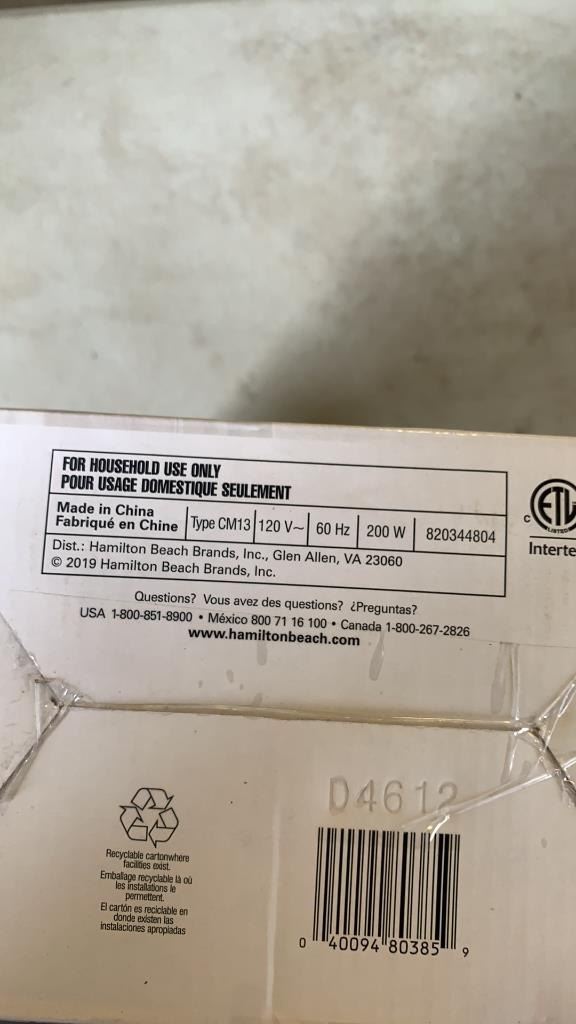 FOR HOUSEHOLD USE ONLY
POUR USAGE DOMESTIQUE SEULEMENT
Made in China
Fabriqué en Chine
Type CM13
120 V~
60 Hz
200 W
820344804
Dist.: Hamilton Beach Brands, Inc., Glen Allen, VA 23060
© 2019 Hamilton Beach Brands, Inc.
C ETL
LISTED
Interte
Questions? Vous avez des questions? ¿Preguntas?
USA 1-800-851-8900 • México 800 71 16 100 • Canada 1-800-267-2826
www.hamiltonbeach.com
D4612
Recyclable cartonwhere
facilities exist.
Emballage recyclable là où
les installations le
permettent.
El cartón es reciclable en
donde existen las
instalaciones apropiadas
0 40094 80385 9